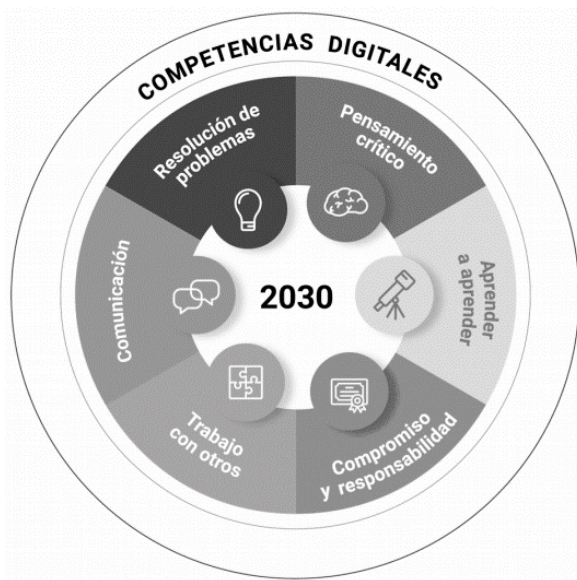 COMPETENCIAS DIGITALES
Resolución de
problemas
Pensamiento
crítico
Aprender
a aprender
Compromiso
y responsabilidad
Trabajo
con otros
Comunicación
2030